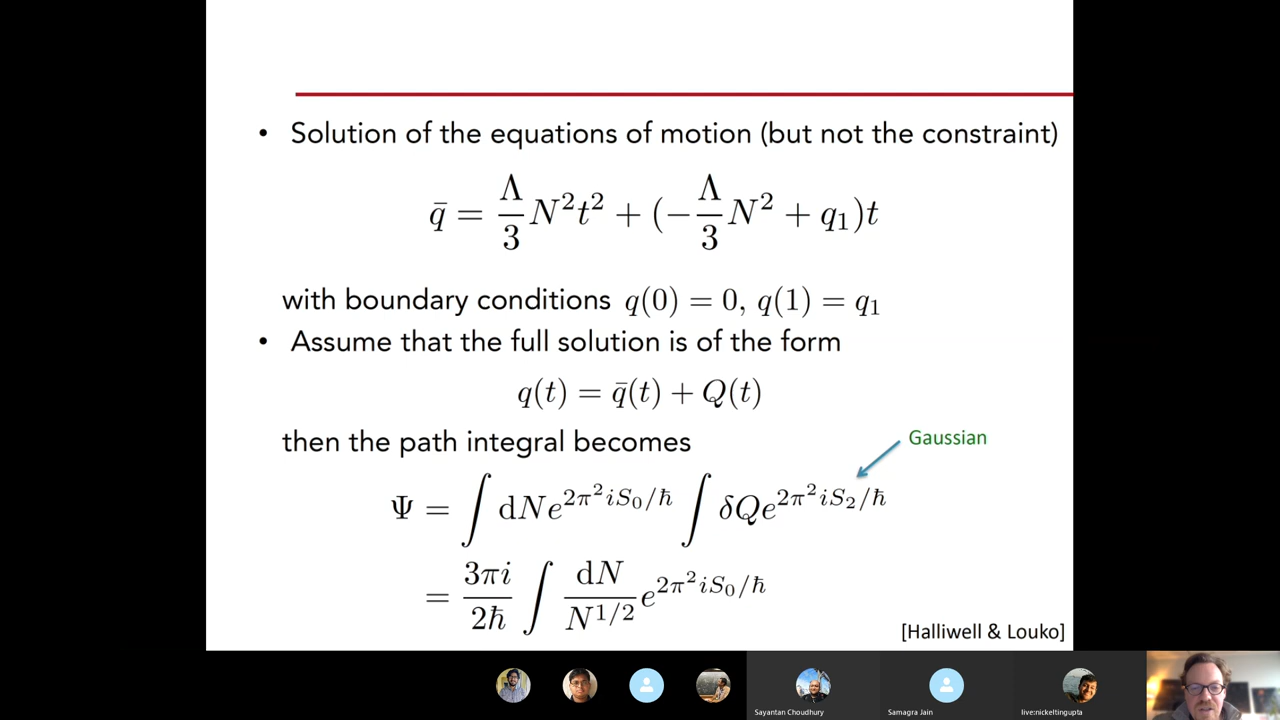 • Solution of the equations of motion (but not the constraint)
q̄ = Λ/3 N²t² + (−Λ/3 N² + q₁)t
with boundary conditions q(0) = 0, q(1) = q₁
• Assume that the full solution is of the form
q(t) = q̄(t) + Q(t)
then the path integral becomes
Gaussian
Ψ = ∫ dN e^{2π²iS₀/ħ} ∫ δQ e^{2π²iS₂/ħ}
= 3πi/2ħ ∫ dN/N^{1/2} e^{2π²iS₀/ħ}
[Halliwell & Louko]
Sayantan Choudhury
Samagra Jain
live:nickeltingupta